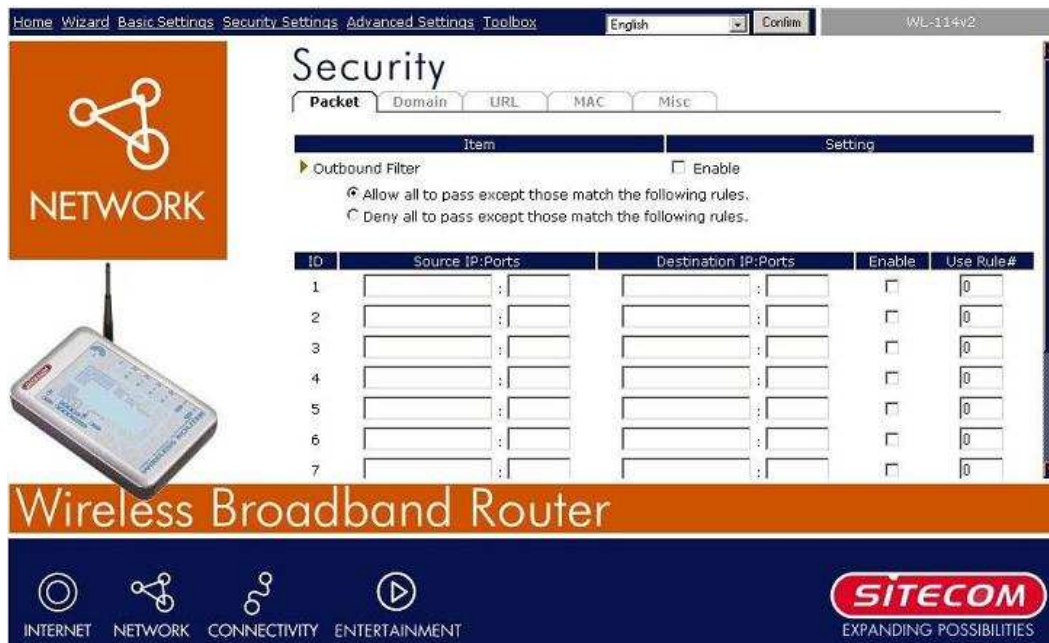 Home Wizard Basic Settings Security Settings Advanced Settings Toolbox English Confirm WL-114v2
Security
Packet Domain URL MAC Misc
Item Setting
Outbound Filter Enable
Allow all to pass except those match the following rules.
Deny all to pass except those match the following rules.
ID Source IP:Ports Destination IP:Ports Enable Use Rule#
1 : : 0
2 : : 0
3 : : 0
4 : : 0
5 : : 0
6 : : 0
7 : : 0
NETWORK
SITECOM
WIRELESS ROUTER
Wireless Broadband Router
INTERNET NETWORK CONNECTIVITY ENTERTAINMENT
SITECOM
EXPANDING POSSIBILITIES